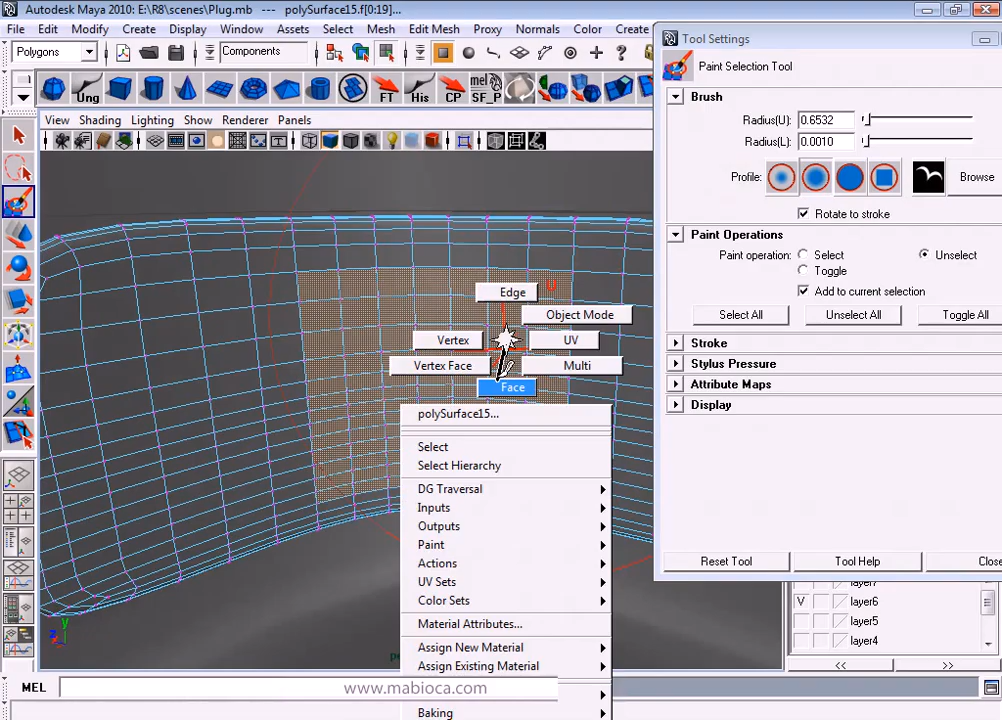 Autodesk Maya 2010: E:\R8\scenes\Plug.mb --- polySurface15.f[0:19]...
File Edit Modify Create Display Window Assets Select Mesh Edit Mesh Proxy Normals Color Create
Polygons
Components
Ung
FT
His
CP
mel
SF_P
View Shading Lighting Show Renderer Panels
Tool Settings
Paint Selection Tool
Brush
Radius(U): 0.6532
Radius(L): 0.0010
Profile:
Browse
Rotate to stroke
Paint Operations
Paint operation: Select Unselect
Toggle
Add to current selection
Select All Unselect All Toggle All
Stroke
Stylus Pressure
Attribute Maps
Display
Reset Tool Tool Help Close
Edge
Object Mode
Vertex UV
Vertex Face Multi
Face
polySurface15...
Select
Select Hierarchy
DG Traversal
Inputs
Outputs
Paint
Actions
UV Sets
Color Sets
Material Attributes...
Assign New Material
Assign Existing Material
Baking
U
y
z
layer7
V layer6
layer5
layer4
<< >>
MEL
www.mabioca.com